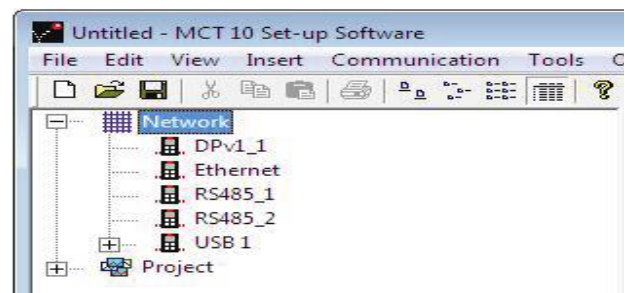 Untitled - MCT 10 Set-up Software
File Edit View Insert Communication Tools
Network
DPv1_1
Ethernet
RS485_1
RS485_2
USB 1
Project